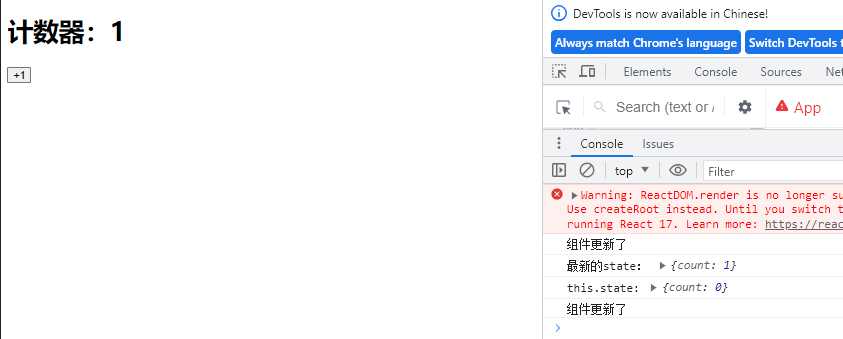 计数器：1
+1
DevTools is now available in Chinese!
Always match Chrome's language
Switch DevTools t
Elements Console Sources Net
Search (text or /
App
Console Issues
top
Filter
Warning: ReactDOM.render is no longer su
Use createRoot instead. Until you switch t
running React 17. Learn more: https://reac
组件更新了
最新的state: {count: 1}
this.state: {count: 0}
组件更新了